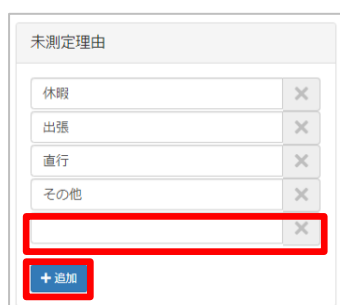 未測定理由
休暇
出張
直行
その他
+ 追加